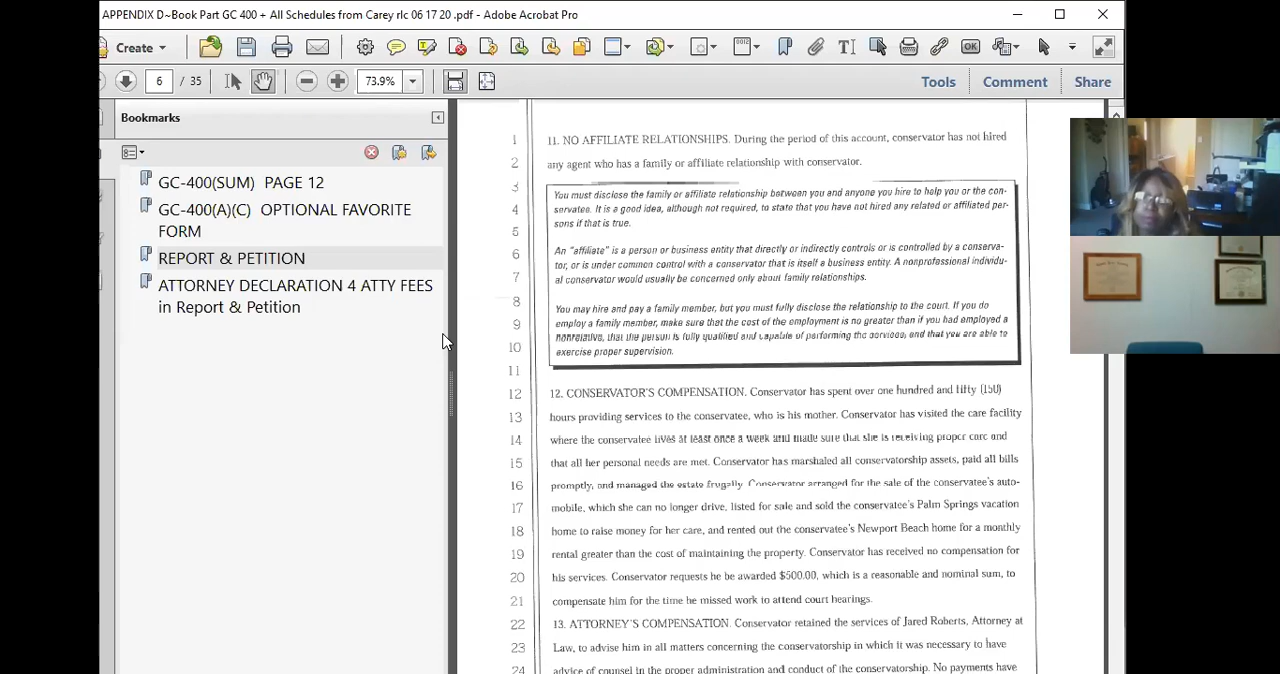 APPENDIX D~Book Part GC 400 + All Schedules from Carey rlc 06 17 20 .pdf - Adobe Acrobat Pro
Create
OK
6 / 35
73.9%
Tools
Comment
Share
Bookmarks
GC-400(SUM) PAGE 12
GC-400(A)(C) OPTIONAL FAVORITE
FORM
REPORT & PETITION
ATTORNEY DECLARATION 4 ATTY FEES
in Report & Petition
1 11. NO AFFILIATE RELATIONSHIPS. During the period of this account, conservator has not hired
2 any agent who has a family or affiliate relationship with conservator.
3 You must disclose the family or affiliate relationship between you and anyone you hire to help you or the con-
4 servatee. It is a good idea, although not required, to state that you have not hired any related or affiliated per-
5 sons if that is true.
6 An "affiliate" is a person or business entity that directly or indirectly controls or is controlled by a conserva-
tor, or is under common control with a conservator that is itself a business entity. A nonprofessional individu-
7 al conservator would usually be concerned only about family relationships.
8 You may hire and pay a family member, but you must fully disclose the relationship to the court. If you do
9 employ a family member, make sure that the cost of the employment is no greater than if you had employed a
nonrelative, that the person is fully qualified and capable of performing the services, and that you are able to
10 exercise proper supervision.
11
12 12. CONSERVATOR'S COMPENSATION. Conservator has spent over one hundred and fifty (150)
13 hours providing services to the conservatee, who is his mother. Conservator has visited the care facility
14 where the conservatee lives at least once a week and made sure that she is receiving proper care and
15 that all her personal needs are met. Conservator has marshaled all conservatorship assets, paid all bills
16 promptly, and managed the estate frugally. Conservator arranged for the sale of the conservatee's auto-
17 mobile, which she can no longer drive, listed for sale and sold the conservatee's Palm Springs vacation
18 home to raise money for her care, and rented out the conservatee's Newport Beach home for a monthly
19 rental greater than the cost of maintaining the property. Conservator has received no compensation for
20 his services. Conservator requests he be awarded $500.00, which is a reasonable and nominal sum, to
21 compensate him for the time he missed work to attend court hearings.
22 13. ATTORNEY'S COMPENSATION. Conservator retained the services of Jared Roberts, Attorney at
23 Law, to advise him in all matters concerning the conservatorship in which it was necessary to have
24 advice of counsel in the proper administration and conduct of the conservatorship. No payments have